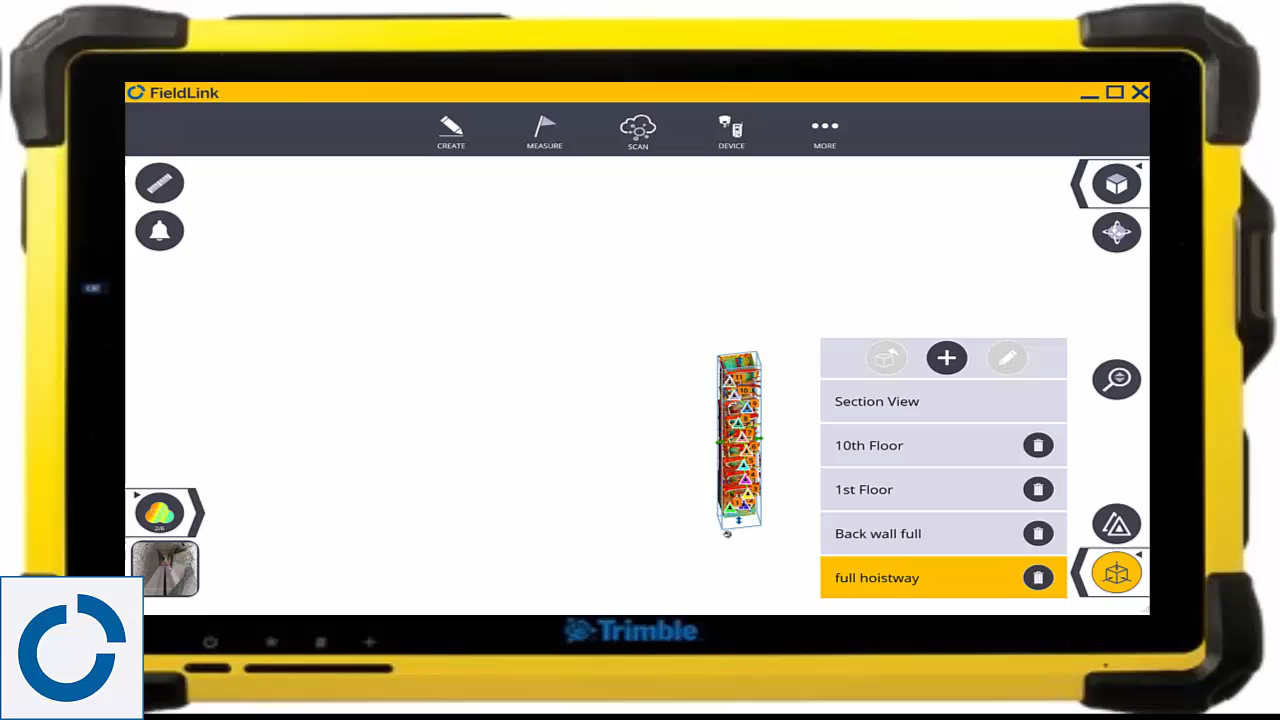 FieldLink
CREATE
MEASURE
SCAN
DEVICE
MORE
Section View
10th Floor
1st Floor
Back wall full
full hoistway
2/6
Trimble